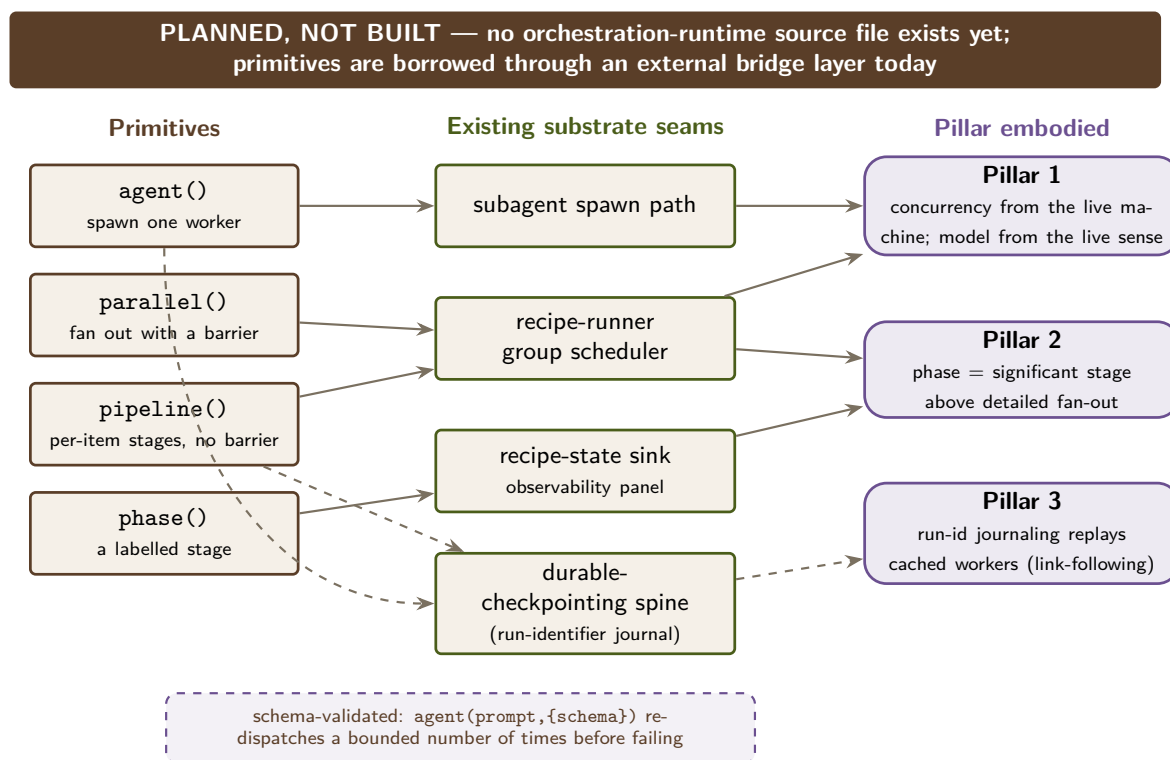 PLANNED, NOT BUILT — no orchestration-runtime source file exists yet;
primitives are borrowed through an external bridge layer today
Primitives
Existing substrate seams
Pillar embodied
agent()
spawn one worker
parallel()
fan out with a barrier
pipeline()
per-item stages, no barrier
phase()
a labelled stage
subagent spawn path
recipe-runner
group scheduler
recipe-state sink
observability panel
durable-
checkpointing spine
(run-identifier journal)
Pillar 1
concurrency from the live ma-
chine; model from the live sense
Pillar 2
phase = significant stage
above detailed fan-out
Pillar 3
run-id journaling replays
cached workers (link-following)
schema-validated: agent(prompt,{schema}) re-
dispatches a bounded number of times before failing